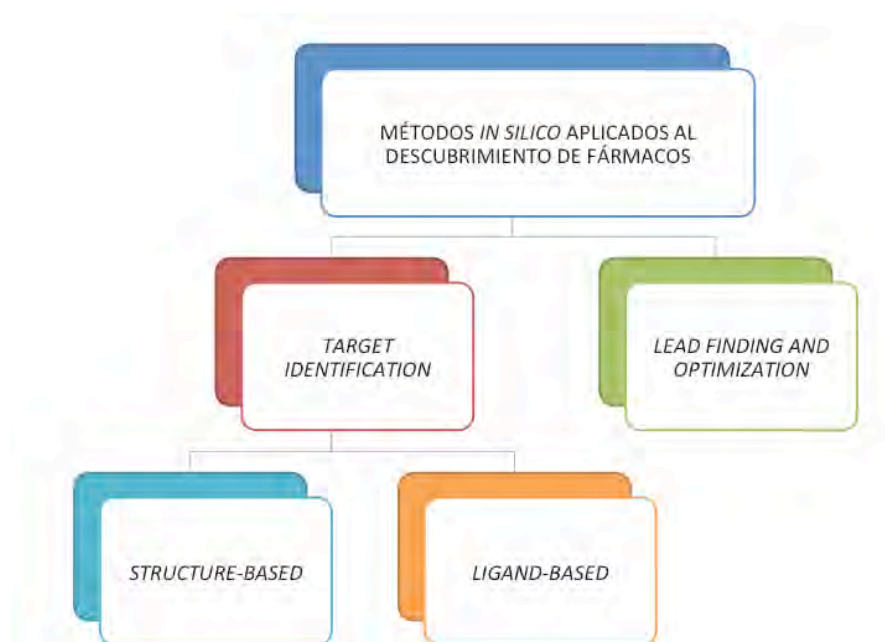 MÉTODOS IN SILICO APLICADOS AL
DESCUBRIMIENTO DE FÁRMACOS
TARGET
IDENTIFICATION
LEAD FINDING AND
OPTIMIZATION
STRUCTURE-BASED
LIGAND-BASED